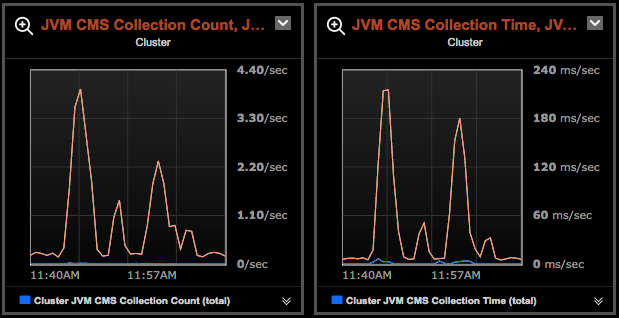 JVM CMS Collection Count, J...
Cluster
4.40/sec
3.30/sec
2.20/sec
1.10/sec
0/sec
11:40AM 11:57AM
Cluster JVM CMS Collection Count (total)
JVM CMS Collection Time, JV...
Cluster
240 ms/sec
180 ms/sec
120 ms/sec
60 ms/sec
0 ms/sec
11:40AM 11:57AM
Cluster JVM CMS Collection Time (total)